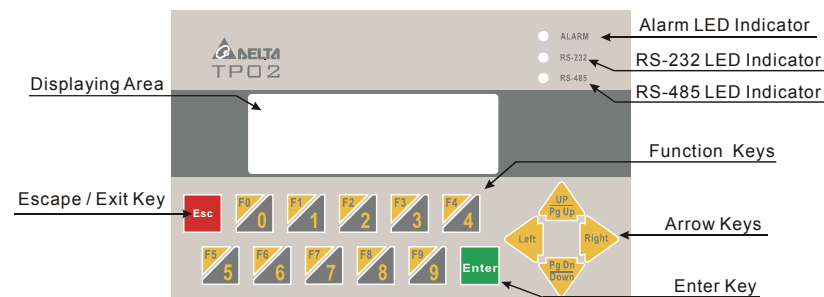 Alarm LED Indicator
ALARM
DELTA
TP02
RS-232
RS-232 LED Indicator
Displaying Area
RS-485
RS-485 LED Indicator
Function Keys
Escape / Exit Key
Esc
F0 0
F1 1
F2 2
F3 3
F4 4
UP
Pg Up
Arrow Keys
Left
Right
F5 5
F6 6
F7 7
F8 8
F9 9
Enter
Pg Dn
Down
Enter Key